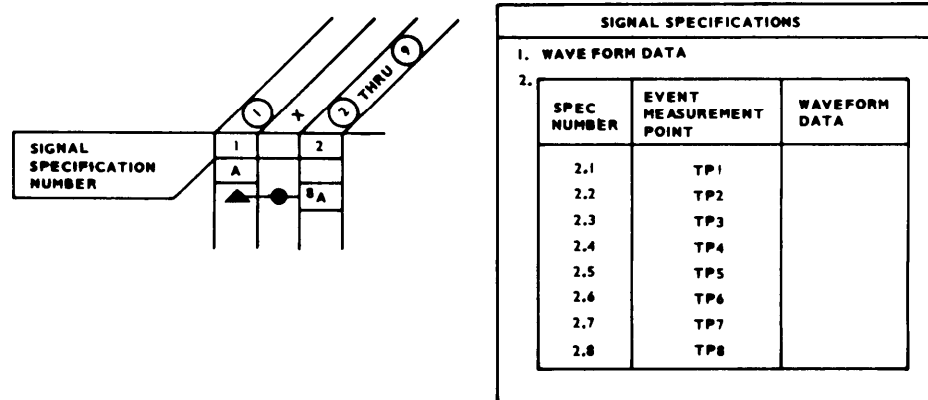 1 X 2 THRU 9
SIGNAL
SPECIFICATION
NUMBER
1 2
A
8 A
SIGNAL SPECIFICATIONS
1. WAVE FORM DATA
2.
SPEC NUMBER EVENT MEASUREMENT POINT WAVEFORM DATA
2.1 TP1
2.2 TP2
2.3 TP3
2.4 TP4
2.5 TP5
2.6 TP6
2.7 TP7
2.8 TP8